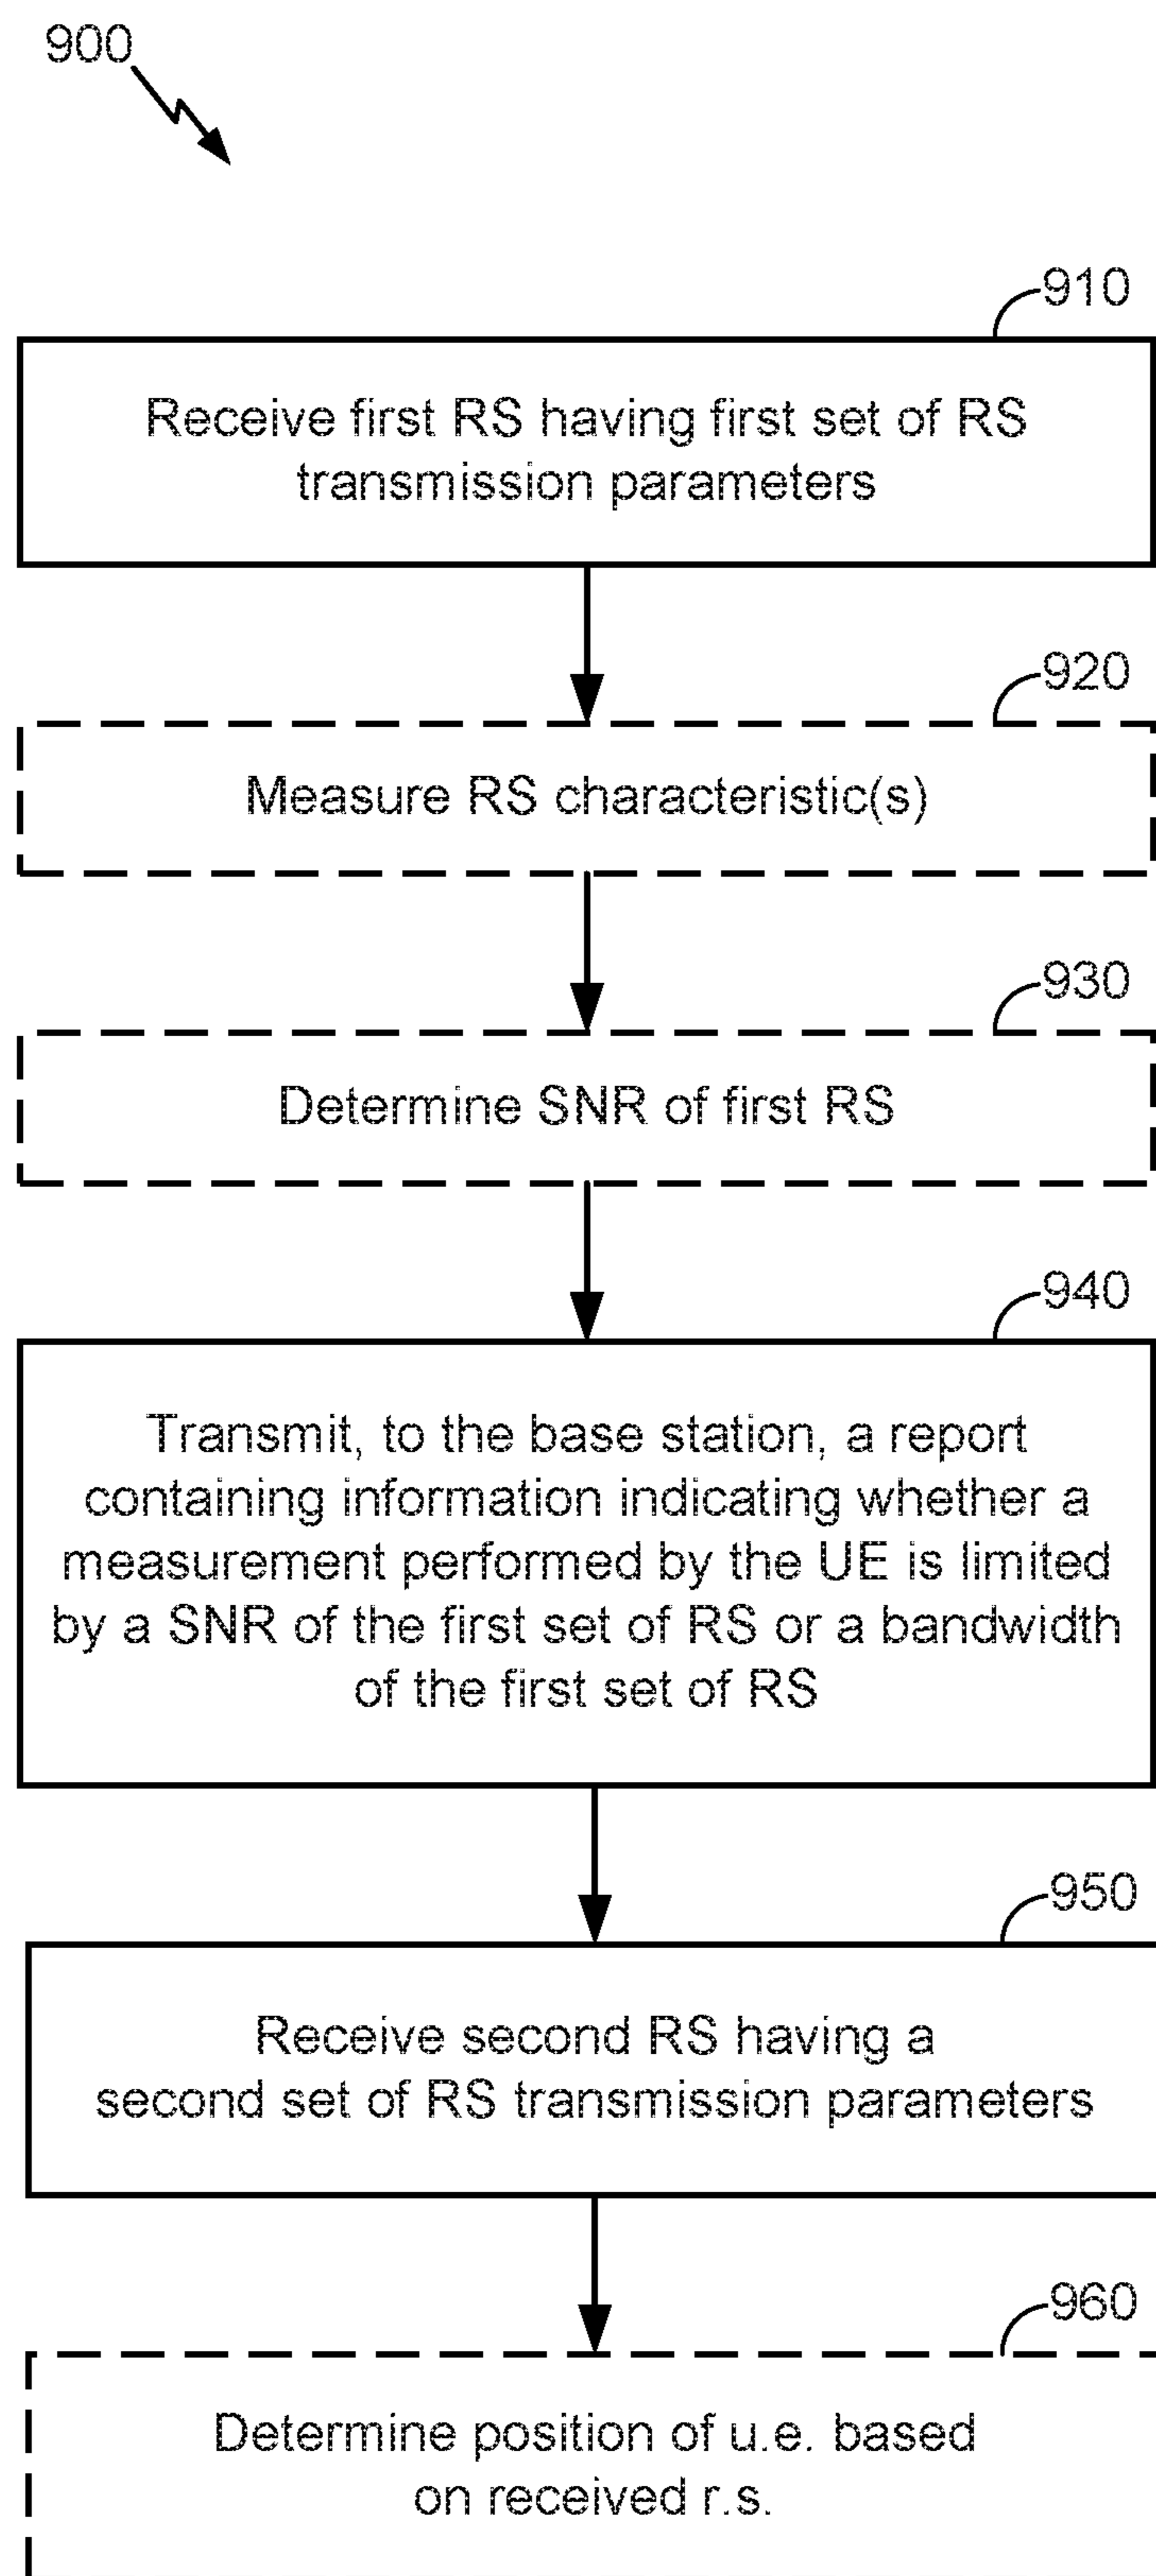 900
910
Receive first RS having first set of RS
transmission parameters
920
Measure RS characteristic(s)
930
Determine SNR of first RS
940
Transmit, to the base station, a report
containing information indicating whether a
measurement performed by the UE is limited
by a SNR of the first set of RS or a bandwidth
of the first set of RS
950
Receive second RS having a
second set of RS transmission parameters
960
Determine position of u.e. based
on received r.s.